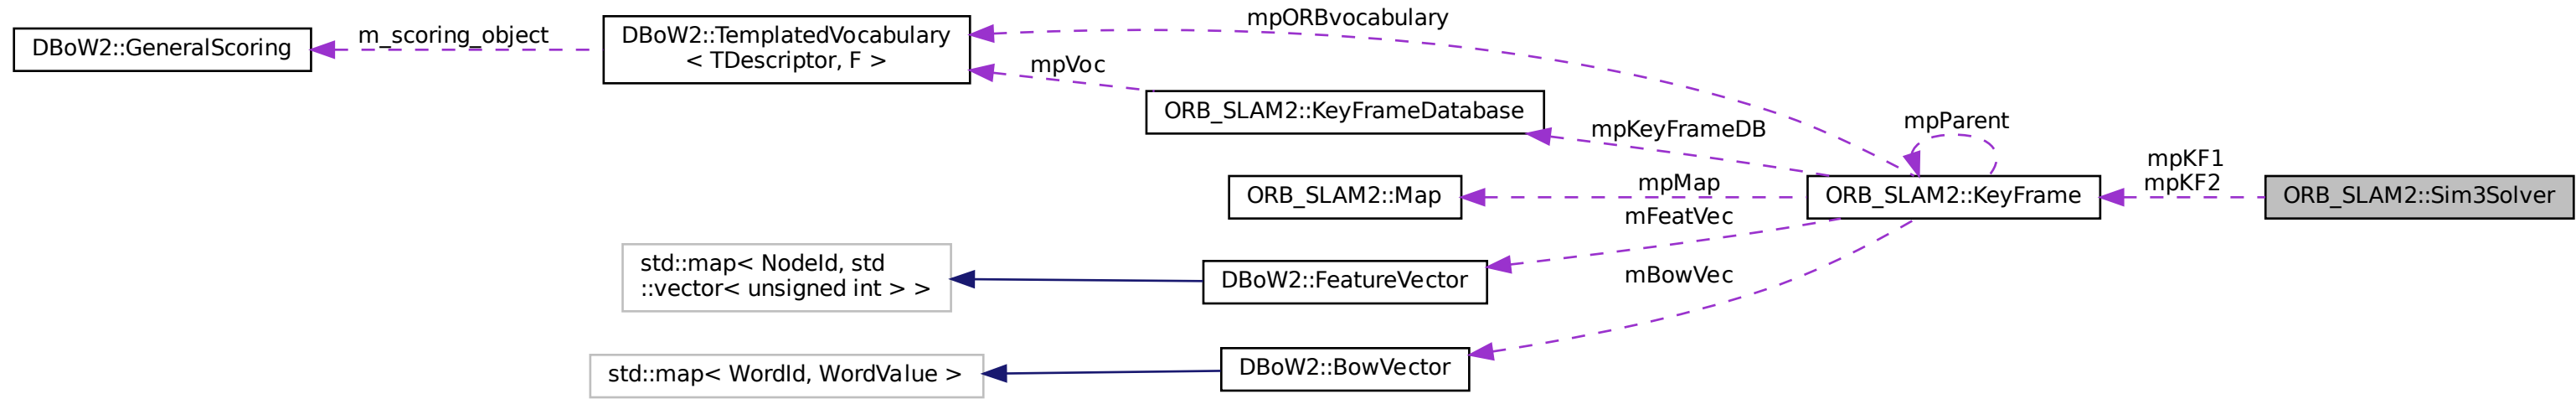 DBoW2::GeneralScoring
m_scoring_object
DBoW2::TemplatedVocabulary
< TDescriptor, F >
mpORBvocabulary
mpVoc
ORB_SLAM2::KeyFrameDatabase
mpKeyFrameDB
mpParent
mpKF1
mpKF2
ORB_SLAM2::Map
mpMap
ORB_SLAM2::KeyFrame
ORB_SLAM2::Sim3Solver
mFeatVec
std::map< NodeId, std
::vector< unsigned int > >
DBoW2::FeatureVector
mBowVec
std::map< WordId, WordValue >
DBoW2::BowVector